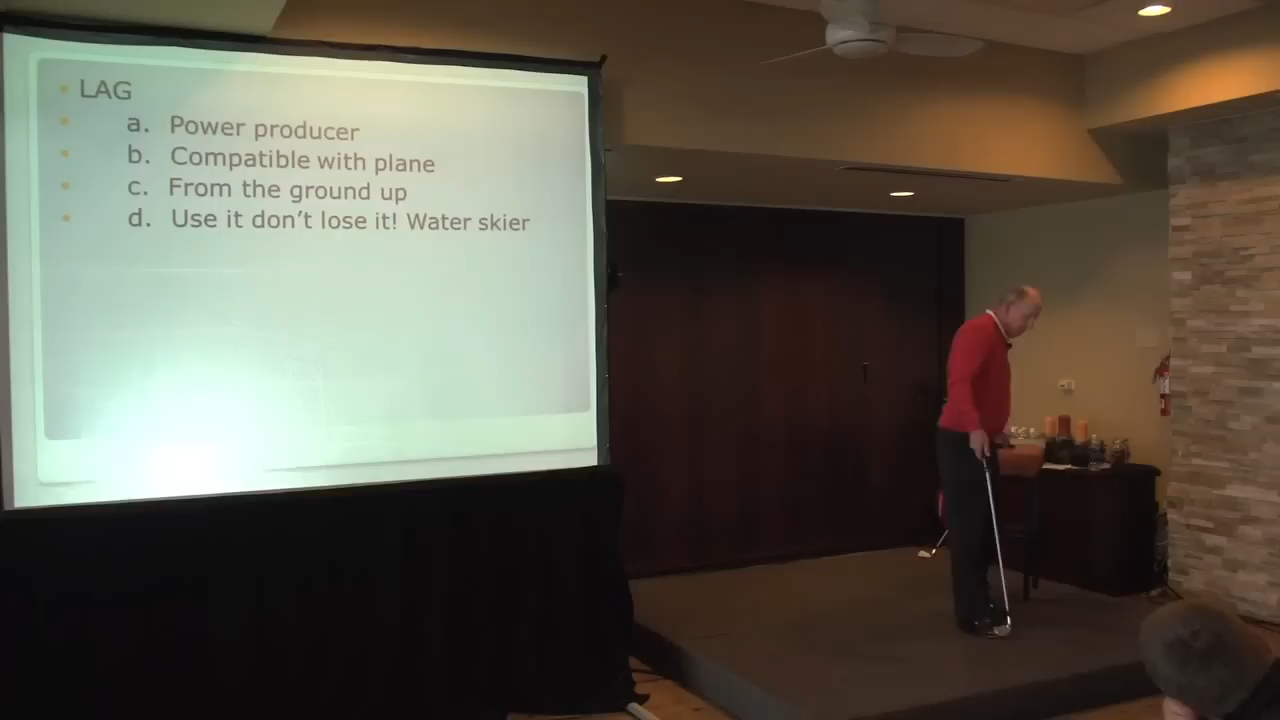 LAG
a. Power producer
b. Compatible with plane
c. From the ground up
d. Use it don't lose it! Water skier